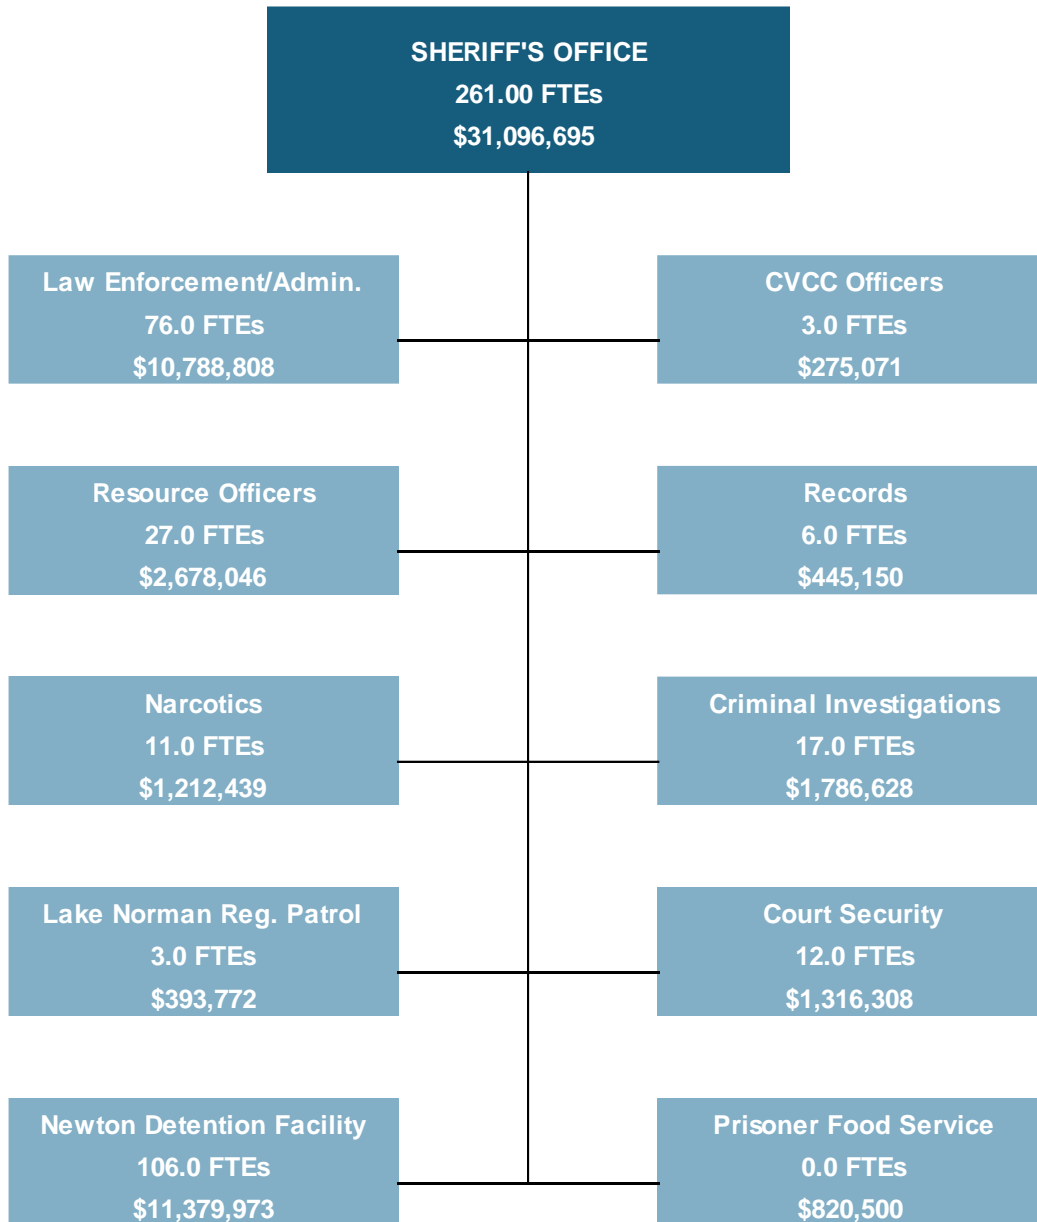 SHERIFF'S OFFICE
261.00 FTEs
$31,096,695
Law Enforcement/Admin.
76.0 FTEs
$10,788,808
CVCC Officers
3.0 FTEs
$275,071
Resource Officers
27.0 FTEs
$2,678,046
Records
6.0 FTEs
$445,150
Narcotics
11.0 FTEs
$1,212,439
Criminal Investigations
17.0 FTEs
$1,786,628
Lake Norman Reg. Patrol
3.0 FTEs
$393,772
Court Security
12.0 FTEs
$1,316,308
Newton Detention Facility
106.0 FTEs
$11,379,973
Prisoner Food Service
0.0 FTEs
$820,500